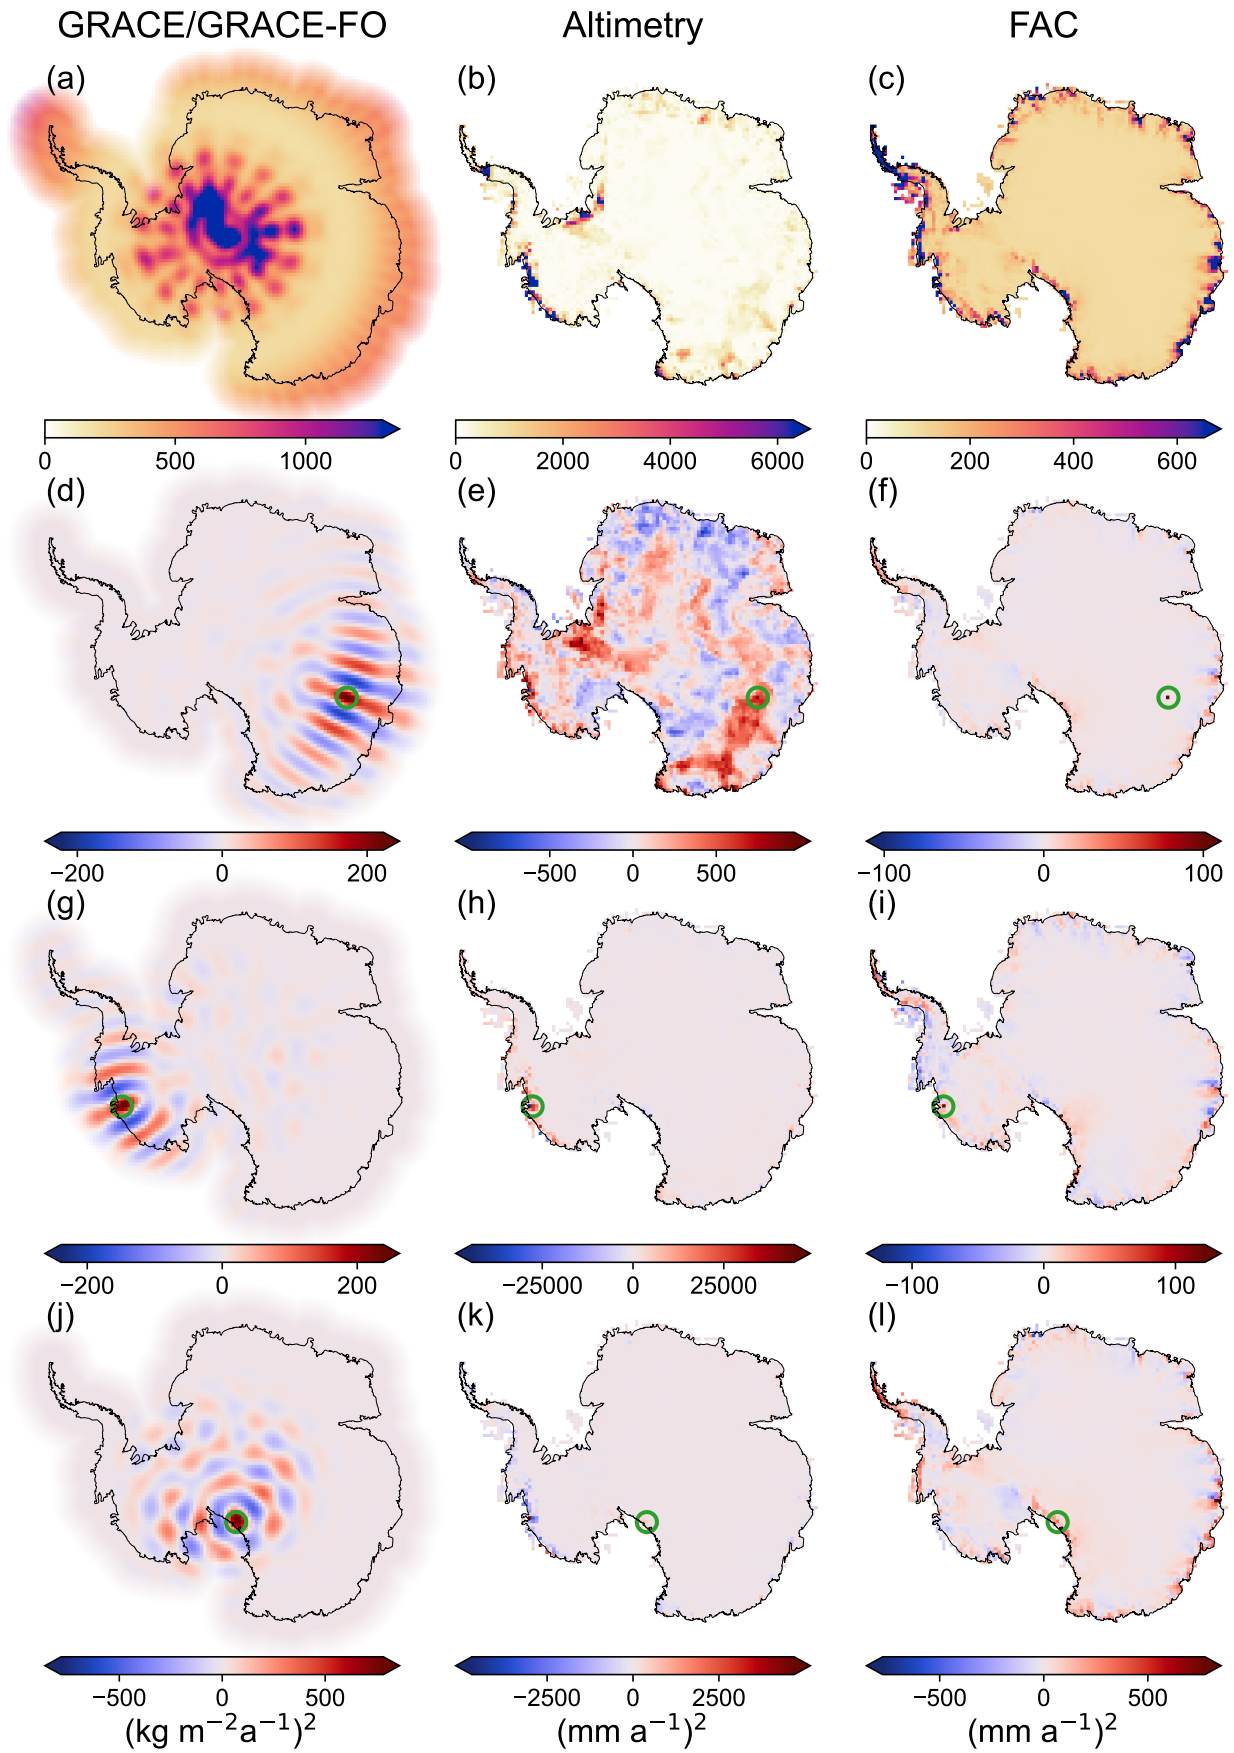 GRACE/GRACE-FO Altimetry FAC
(a) (b) (c)
0 500 1000 0 2000 4000 6000 0 200 400 600
(d) (e) (f)
−200 0 200 −500 0 500 −100 0 100
(g) (h) (i)
−200 0 200 −25000 0 25000 −100 0 100
(j) (k) (l)
−500 0 500 −2500 0 2500 −500 0 500
(kg m⁻²a⁻¹)² (mm a⁻¹)² (mm a⁻¹)²